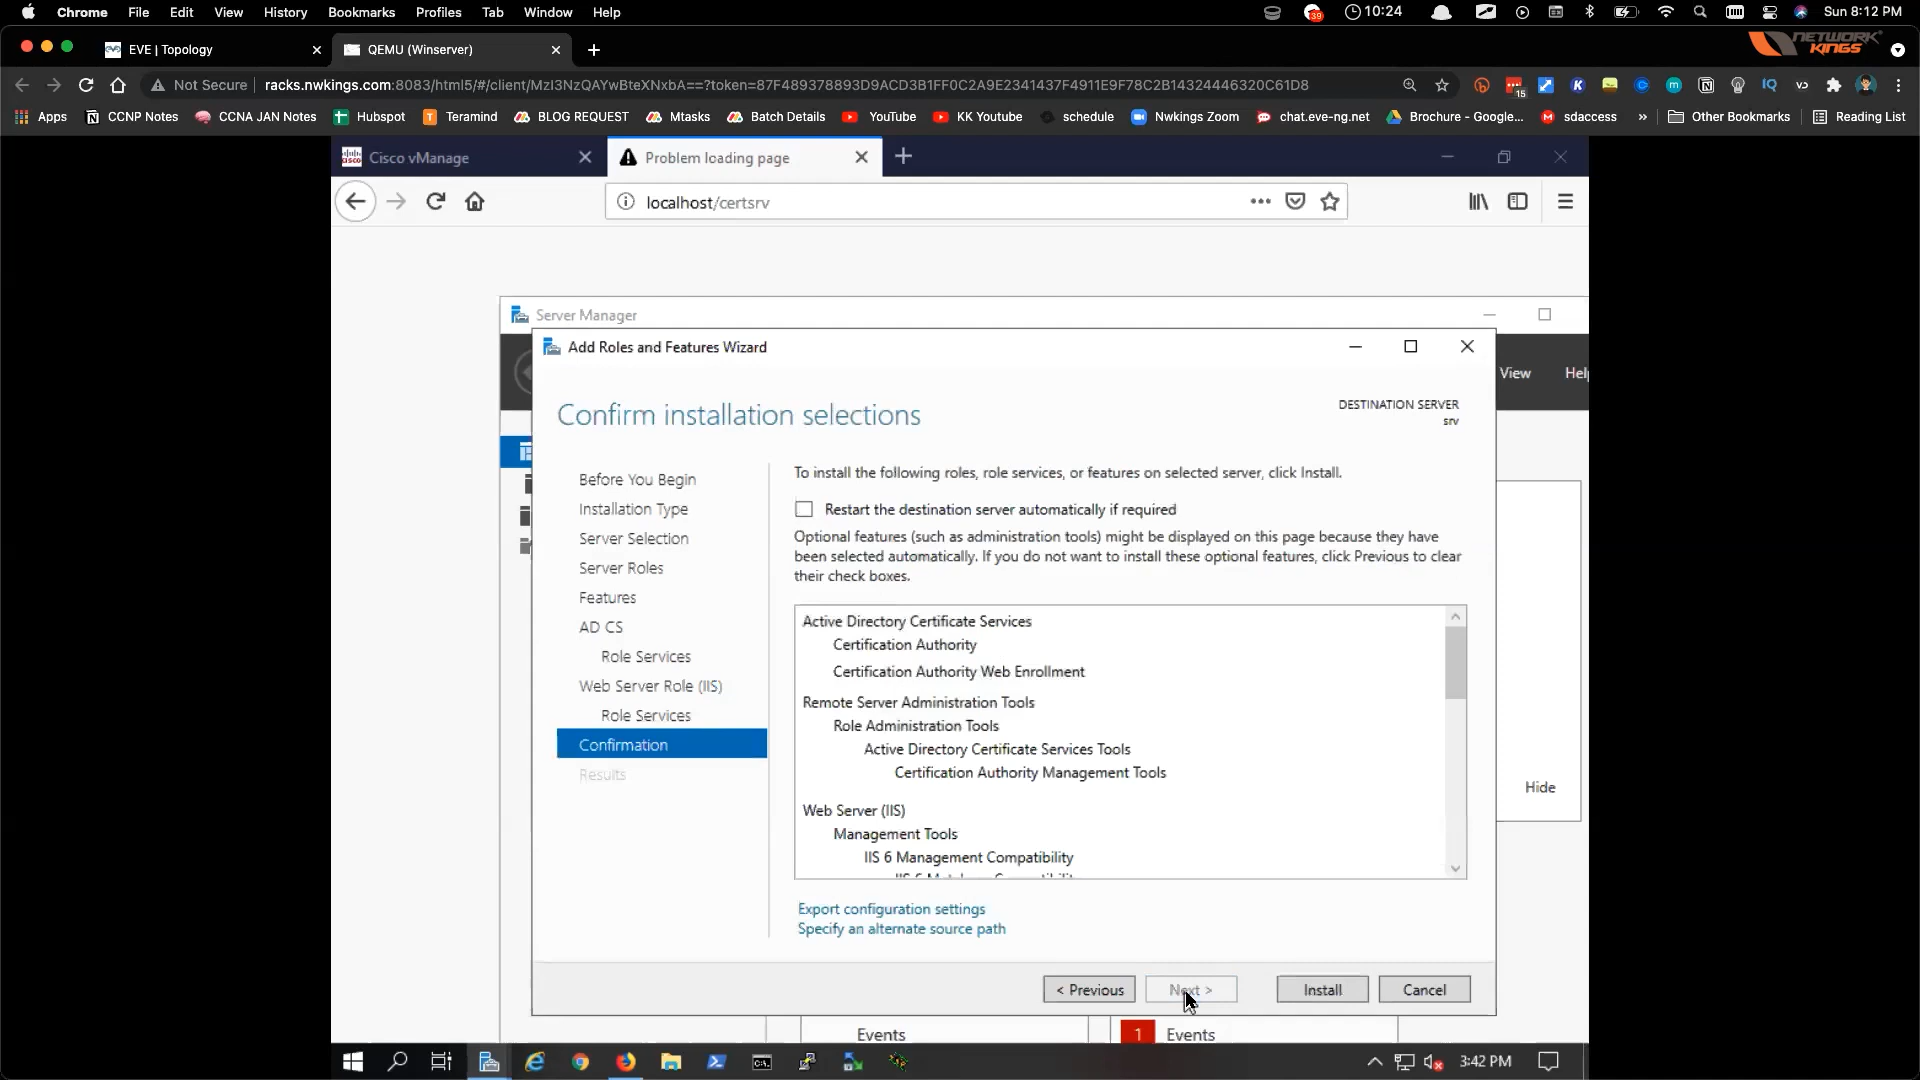 Chrome File Edit View History Bookmarks Profiles Tab Window Help 39 10:24 Sun 8:12 PM
EVE | Topology QEMU (Winserver) NETWORK KINGS
Not Secure racks.nwkings.com:8083/html5/#/client/MzI3NzQAYwBteXNxbA==?token=87F489378893D9ACD3B1FF0C2A9E2341437F4911E9F78C2B14324446320C61D8 15 IQ
Apps CCNP Notes CCNA JAN Notes Hubspot Teramind BLOG REQUEST Mtasks Batch Details YouTube KK Youtube schedule Nwkings Zoom chat.eve-ng.net Brochure - Google... sdaccess » Other Bookmarks Reading List
Cisco vManage Problem loading page
localhost/certsrv
Server Manager
Add Roles and Features Wizard
View Help
Confirm installation selections
DESTINATION SERVER
srv
Before You Begin
Installation Type
Server Selection
Server Roles
Features
AD CS
Role Services
Web Server Role (IIS)
Role Services
Confirmation
Results
To install the following roles, role services, or features on selected server, click Install.
Restart the destination server automatically if required
Optional features (such as administration tools) might be displayed on this page because they have
been selected automatically. If you do not want to install these optional features, click Previous to clear
their check boxes.
Active Directory Certificate Services
Certification Authority
Certification Authority Web Enrollment
Remote Server Administration Tools
Role Administration Tools
Active Directory Certificate Services Tools
Certification Authority Management Tools
Web Server (IIS)
Management Tools
IIS 6 Management Compatibility
Hide
Export configuration settings
Specify an alternate source path
< Previous Next > Install Cancel
Events 1 Events
3:42 PM